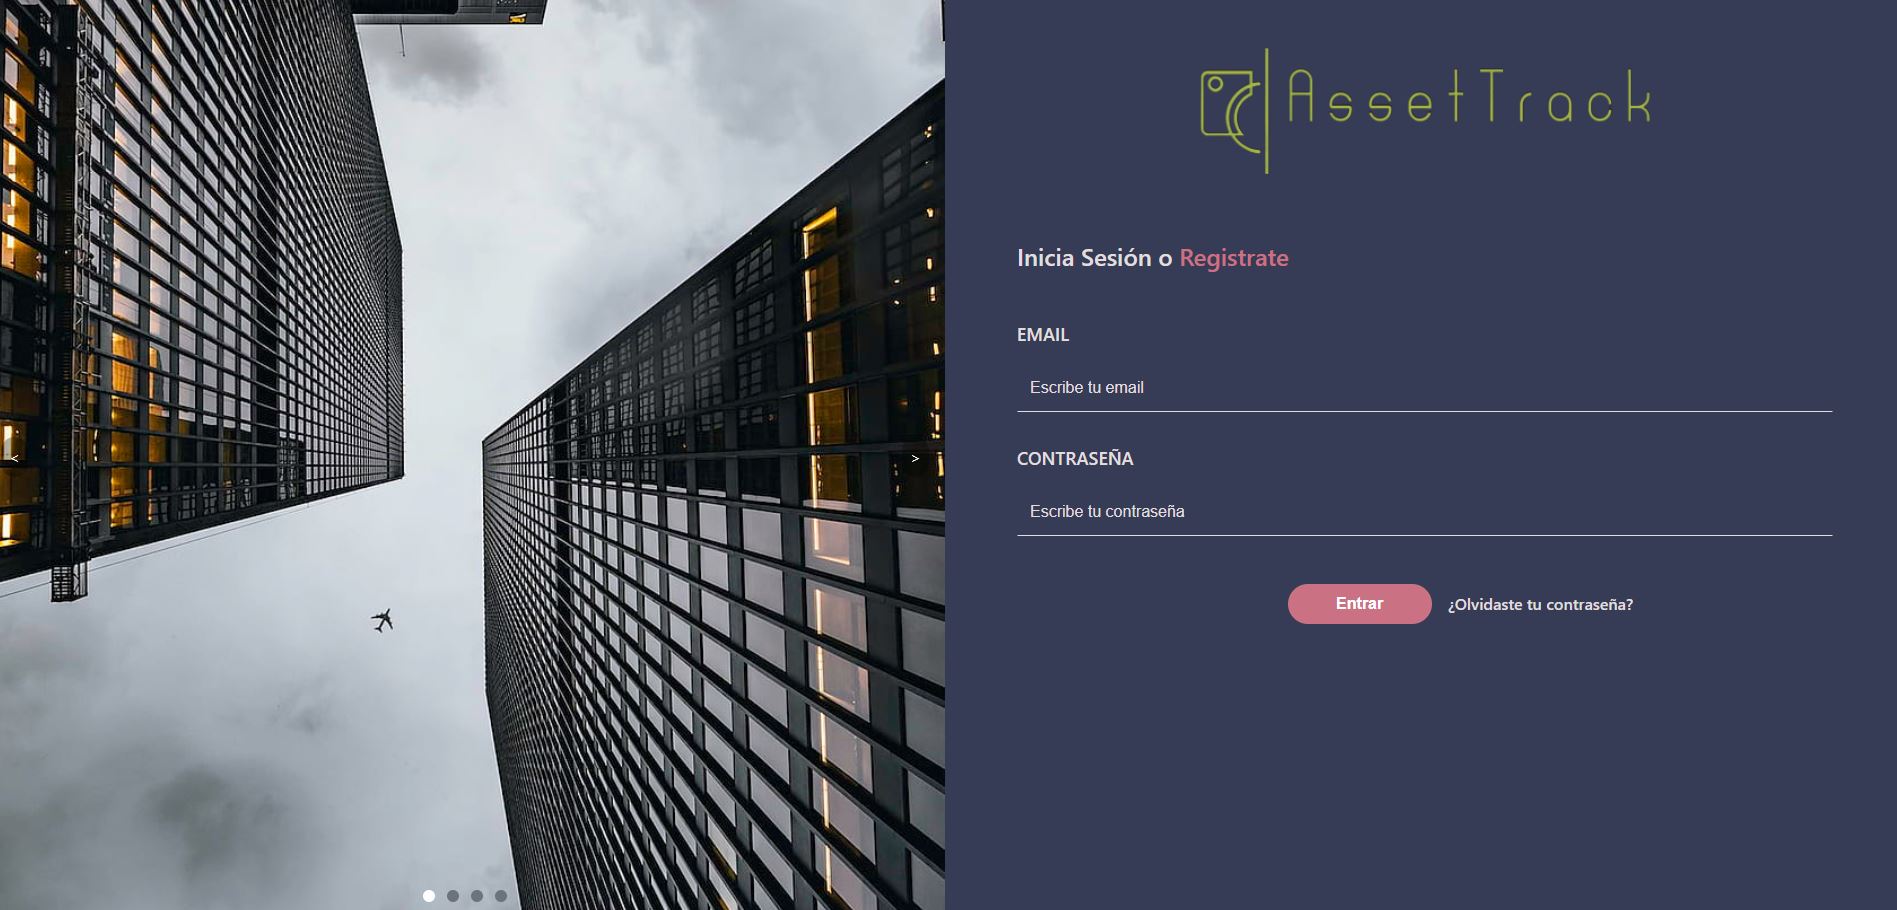 AssetTrack
Inicia Sesión o Registrate
EMAIL
Escribe tu email
CONTRASEÑA
Escribe tu contraseña
< >
Entrar ¿Olvidaste tu contraseña?